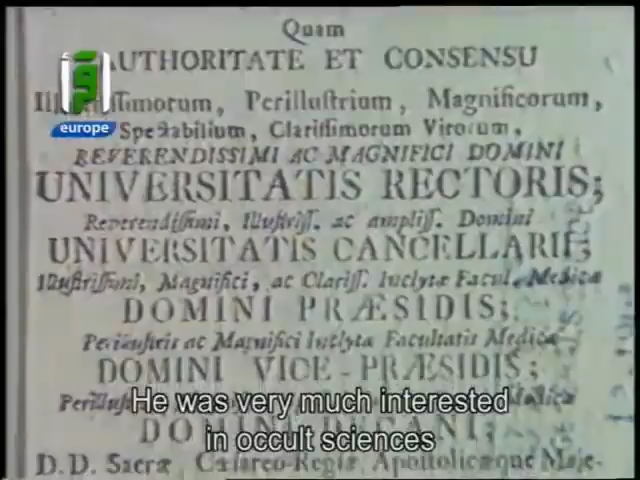 Quam
AUTHORITATE ET CONSENSU
Illustrissimorum, Perillustrium, Magnificorum,
Spectabilium, Clarissimorum Virorum,
REVERENDISSIMI AC MAGNIFICI DOMINI
UNIVERSITATIS RECTORIS;
Reverendissimi, Illustriss. ac ampliss. Domini
UNIVERSITATIS CANCELLARII;
Illustrissimi, Magnifici, ac Clariss. Inclytæ Facul. Medicæ
DOMINI PRÆSIDIS;
Perillustris ac Magnifici Inclytæ Facultatis Medicæ
DOMINI VICE-PRÆSIDIS;
DOMINI DECANI;
D.D. Sacræ Cæsareo-Regiæ Apostolicæque Maje-
europe
He was very much interested
in occult sciences